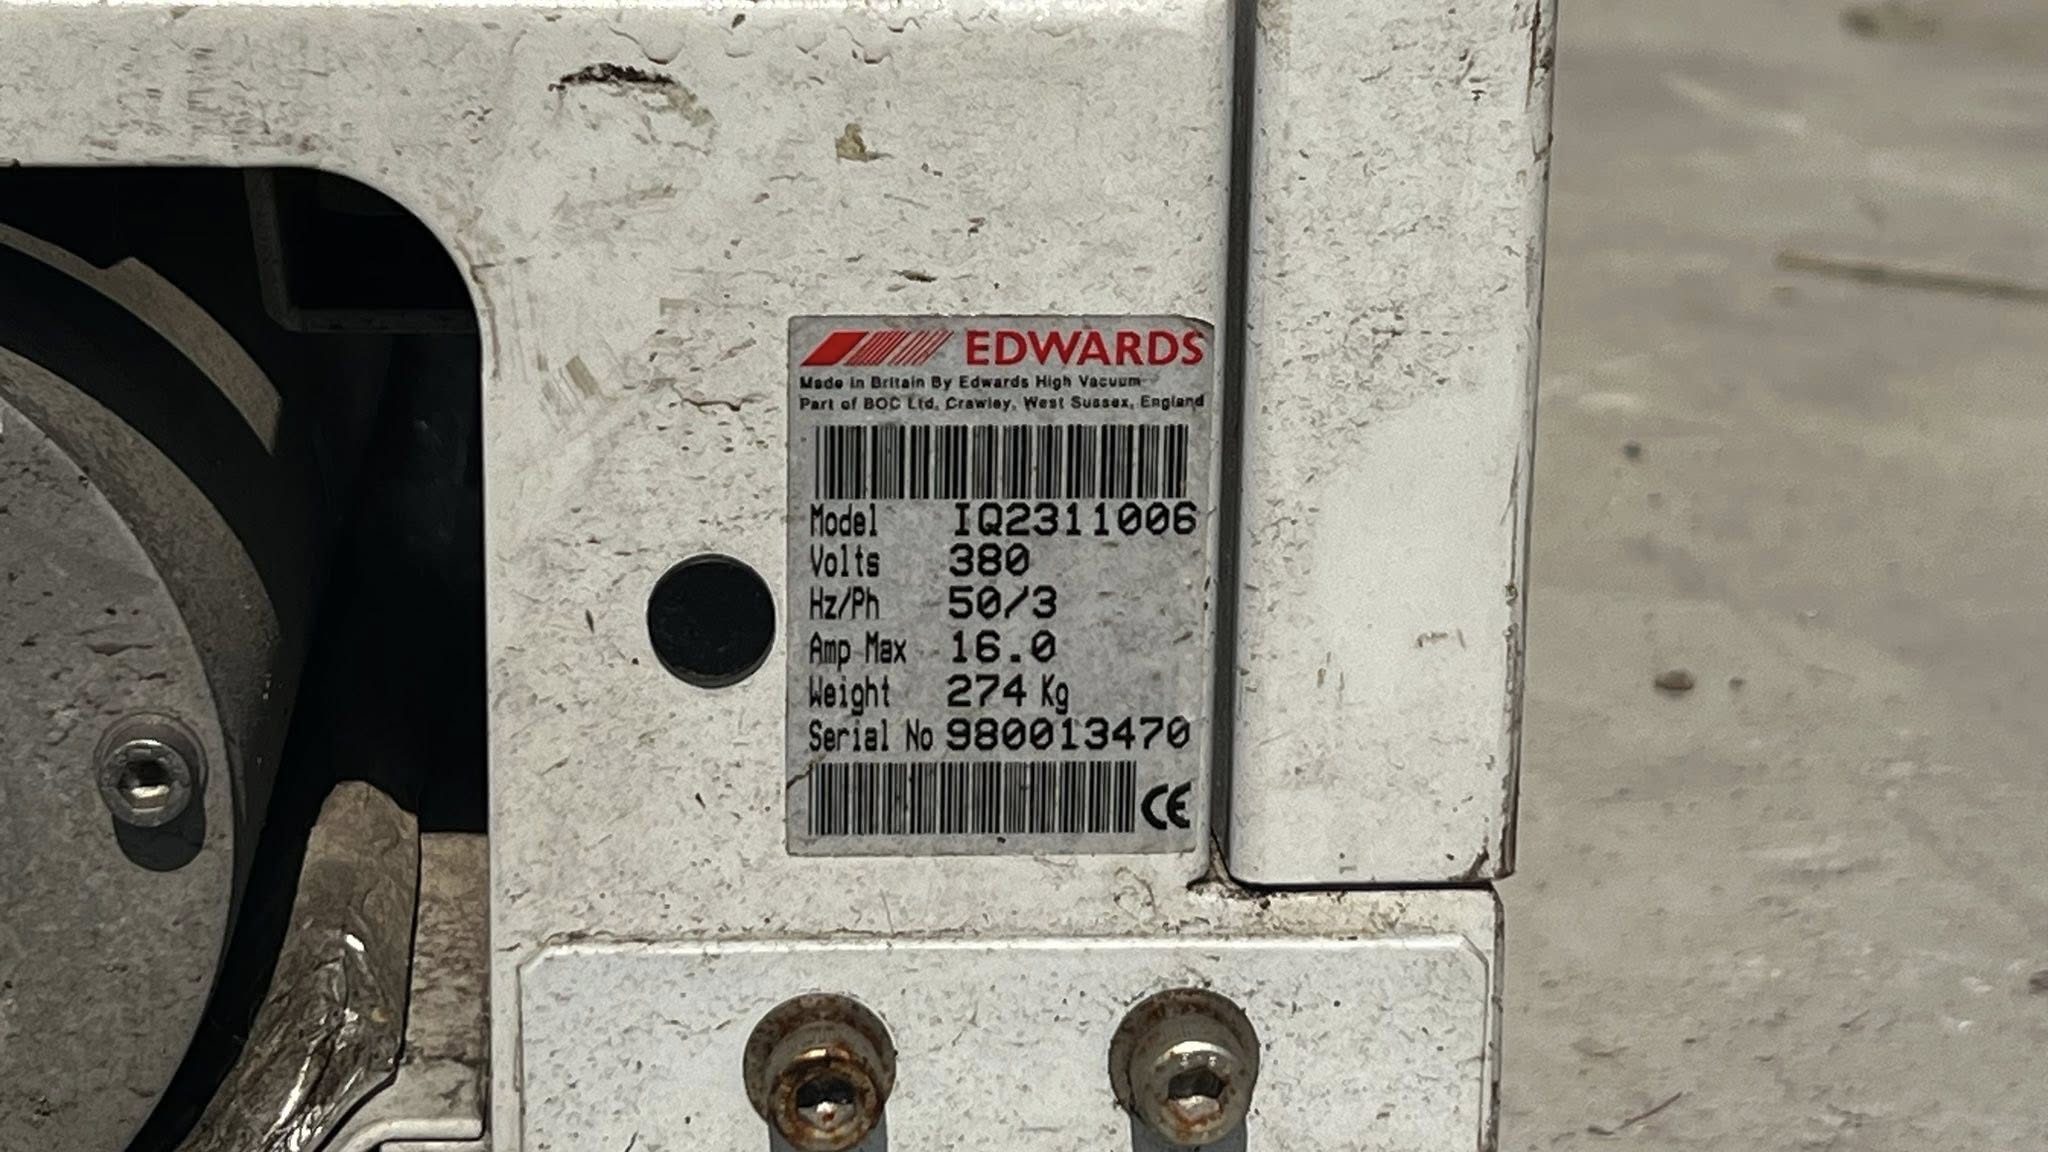 EDWARDS
Made in Britain By Edwards High Vacuum
Part of BOC Ltd, Crawley, West Sussex, England
Model IQ2311006
Volts 380
Hz/Ph 50/3
Amp Max 16.0
Weight 274 Kg
Serial No 980013470
CE